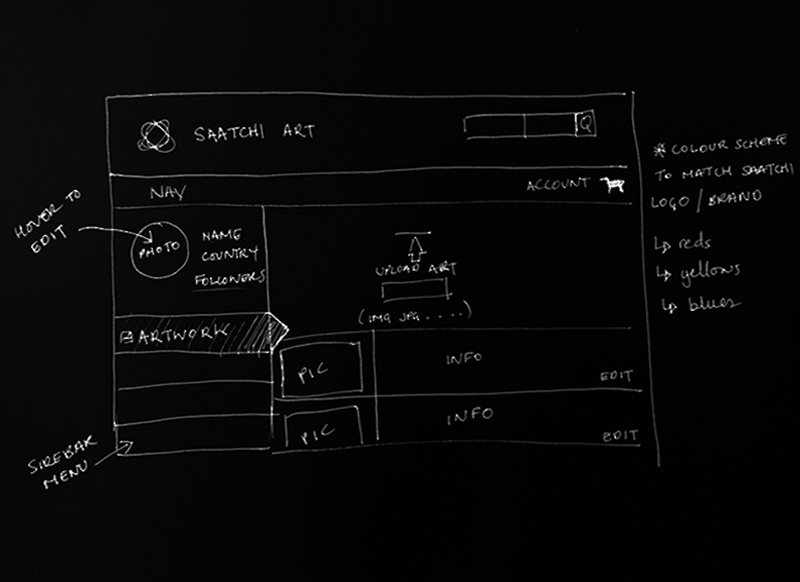 SAATCHI ART
Q
NAV
ACCOUNT
HOVER TO
EDIT
PHOTO
NAME
COUNTRY
FOLLOWERS
UPLOAD ART
(IMG JPG ....)
ARTWORK
PIC
INFO
EDIT
PIC
INFO
EDIT
SIDEBAR
MENU
* COLOUR SCHEME
TO MATCH SAATCHI
LOGO / BRAND
↳ reds
↳ yellows
↳ blues